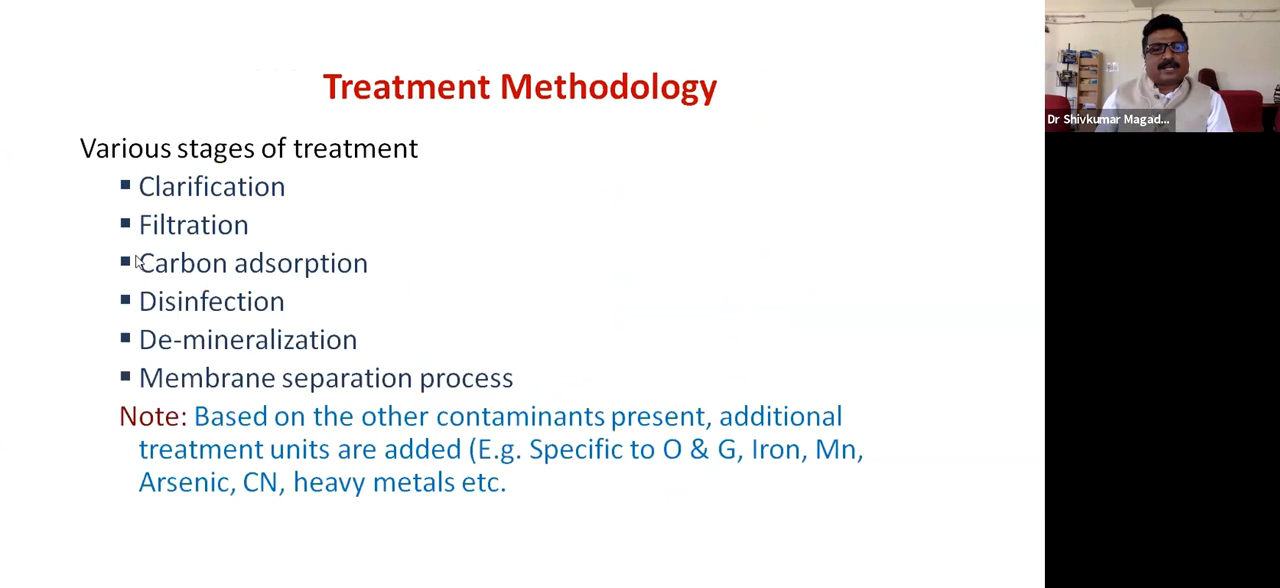 Treatment Methodology
Various stages of treatment
▪ Clarification
▪ Filtration
▪ Carbon adsorption
▪ Disinfection
▪ De-mineralization
▪ Membrane separation process
Note: Based on the other contaminants present, additional
treatment units are added (E.g. Specific to O & G, Iron, Mn,
Arsenic, CN, heavy metals etc.
Dr Shivkumar Magad...